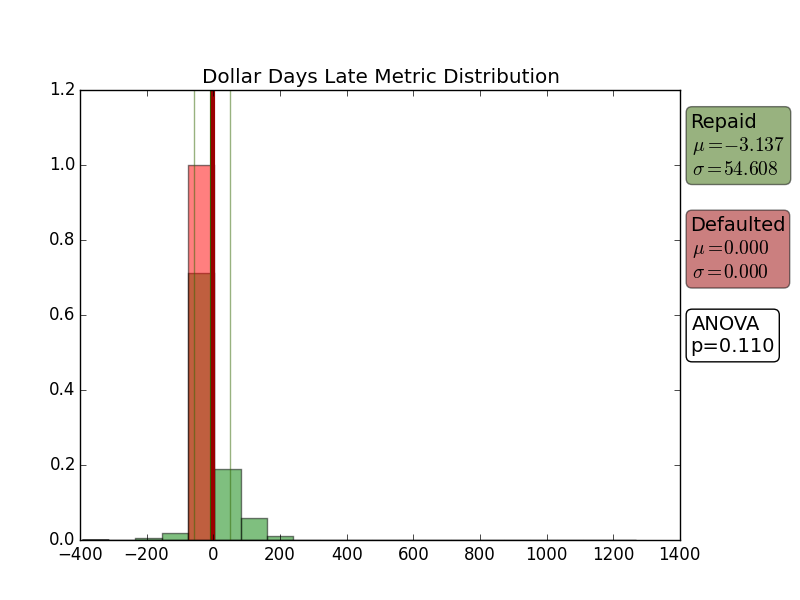 Dollar Days Late Metric Distribution
1.2
1.0
0.8
0.6
0.4
0.2
0.0
−400 −200 0 200 400 600 800 1000 1200 1400
Repaid
μ=−3.137
σ=54.608
Defaulted
μ=0.000
σ=0.000
ANOVA
p=0.110